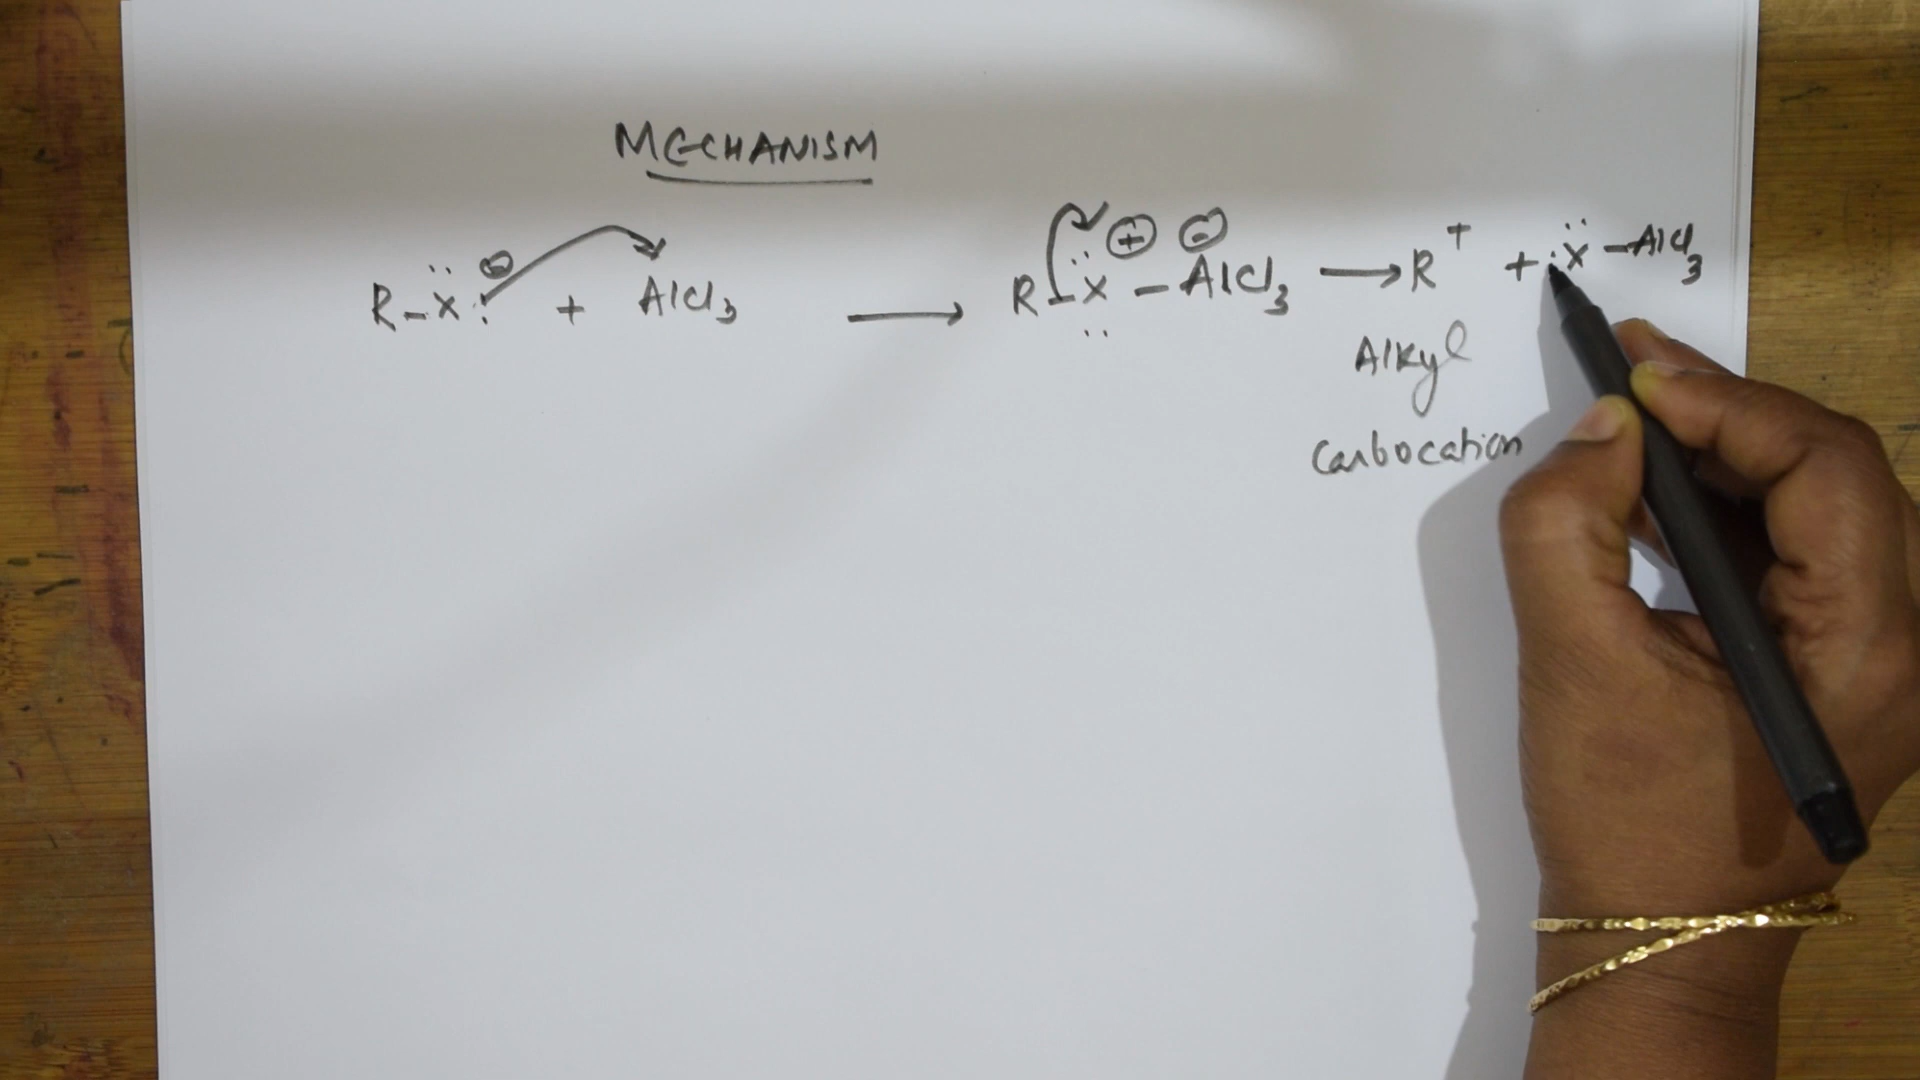 MECHANISM
R-Ẍ: ⊖ + AlCl3 ⟶ R-Ẍ ⊕ - AlCl3 ⊖ ⟶ R+ + :Ẍ - AlCl3
Alkyl
Carbocation